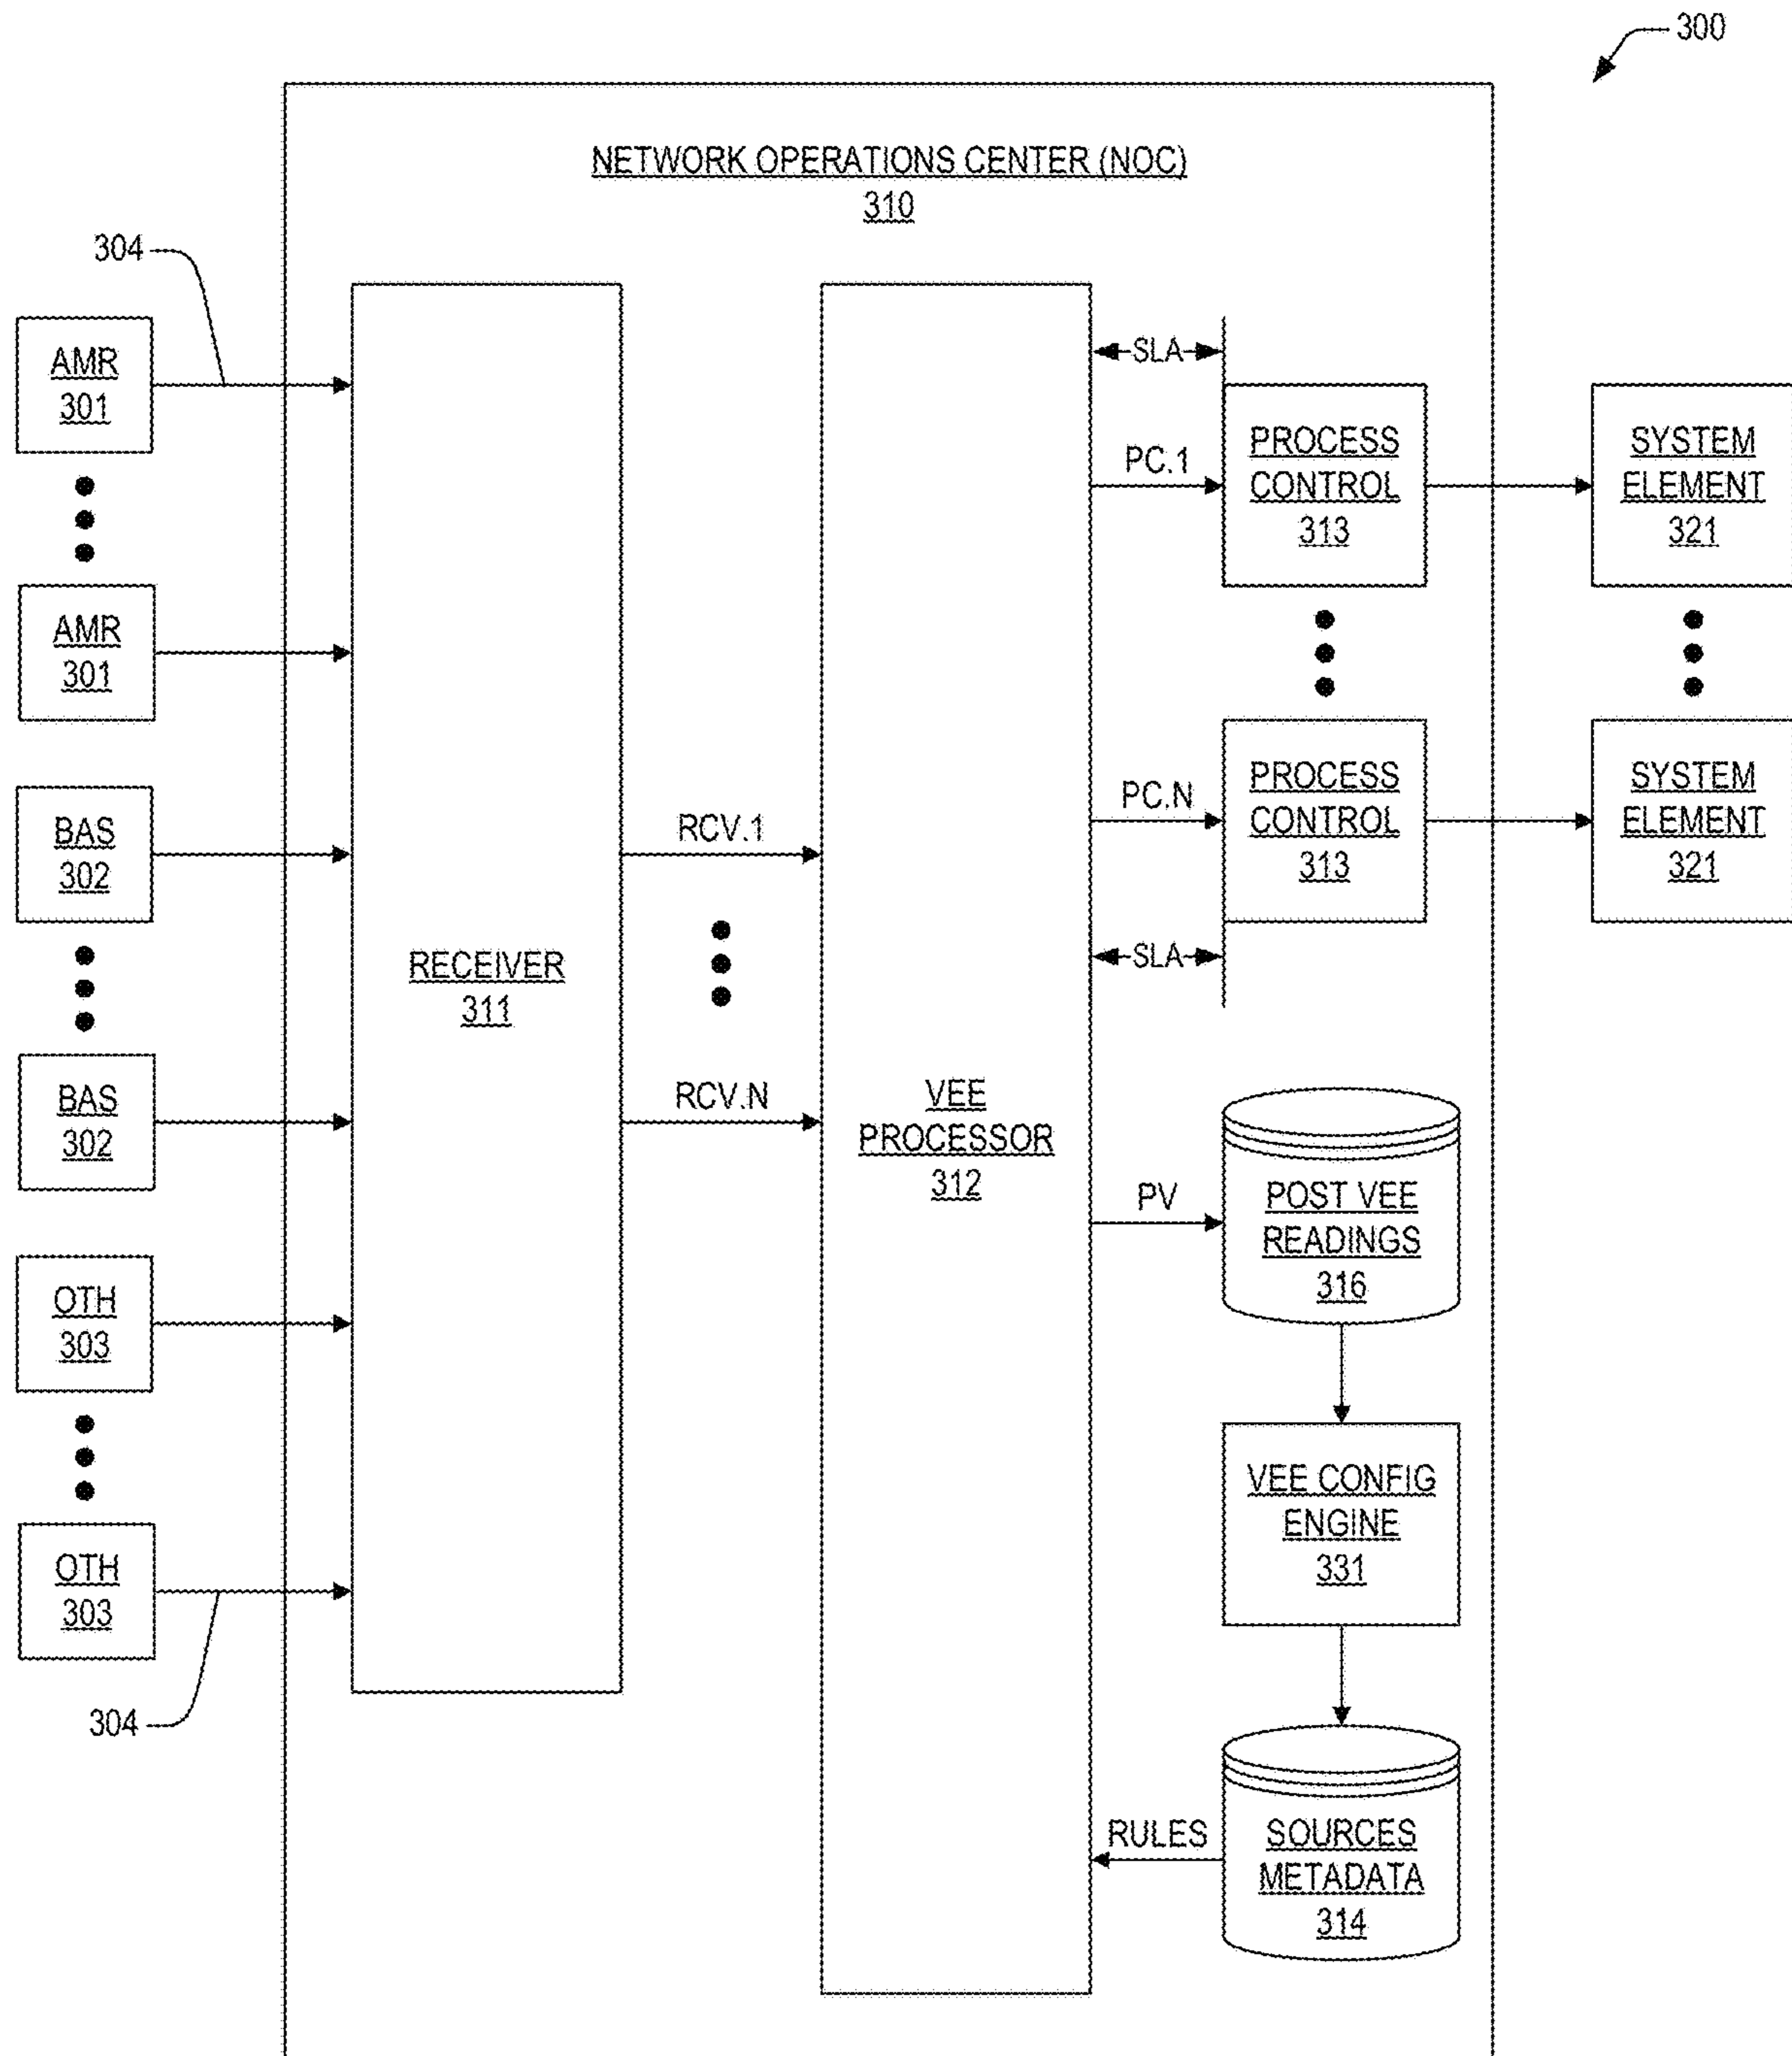 300
NETWORK OPERATIONS CENTER (NOC)
310
304
AMR
301
AMR
301
BAS
302
BAS
302
OTH
303
OTH
303
304
RECEIVER
311
RCV.1
RCV.N
VEE
PROCESSOR
312
SLA
PC.1
PROCESS
CONTROL
313
SYSTEM
ELEMENT
321
PC.N
PROCESS
CONTROL
313
SYSTEM
ELEMENT
321
SLA
PV
POST VEE
READINGS
316
VEE CONFIG
ENGINE
331
RULES
SOURCES
METADATA
314